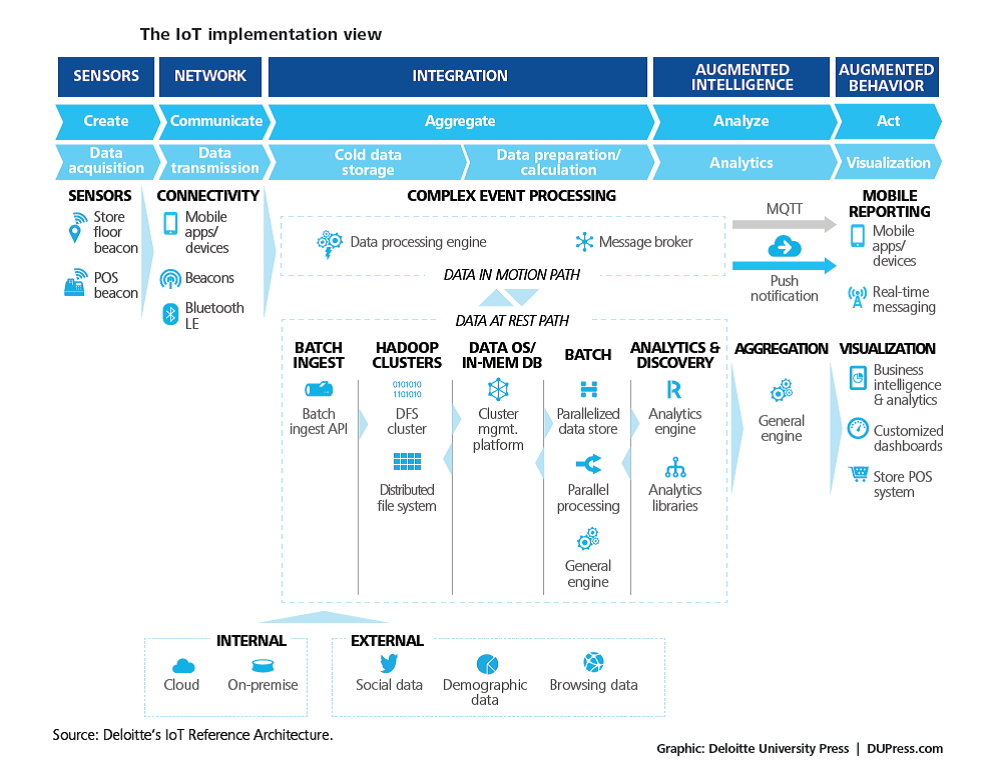 The IoT implementation view
SENSORS
NETWORK
INTEGRATION
AUGMENTED
INTELLIGENCE
AUGMENTED
BEHAVIOR
Create
Communicate
Aggregate
Analyze
Act
Data
acquisition
Data
transmission
Cold data
storage
Data preparation/
calculation
Analytics
Visualization
SENSORS
Store
floor
beacon
POS
beacon
CONNECTIVITY
Mobile
apps/
devices
Beacons
Bluetooth
LE
COMPLEX EVENT PROCESSING
Data processing engine
Message broker
DATA IN MOTION PATH
MQTT
Push
notification
MOBILE
REPORTING
Mobile
apps/
devices
Real-time
messaging
DATA AT REST PATH
BATCH
INGEST
Batch
ingest API
HADOOP
CLUSTERS
0101010
1101010
DFS
cluster
Distributed
file system
DATA OS/
IN-MEM DB
Cluster
mgmt.
platform
BATCH
Parallelized
data store
Parallel
processing
General
engine
ANALYTICS &
DISCOVERY
R
Analytics
engine
Analytics
libraries
AGGREGATION
General
engine
VISUALIZATION
Business
intelligence
& analytics
Customized
dashboards
Store POS
system
INTERNAL
Cloud
On-premise
EXTERNAL
Social data
Demographic
data
Browsing data
Source: Deloitte's IoT Reference Architecture.
Graphic: Deloitte University Press | DUPress.com